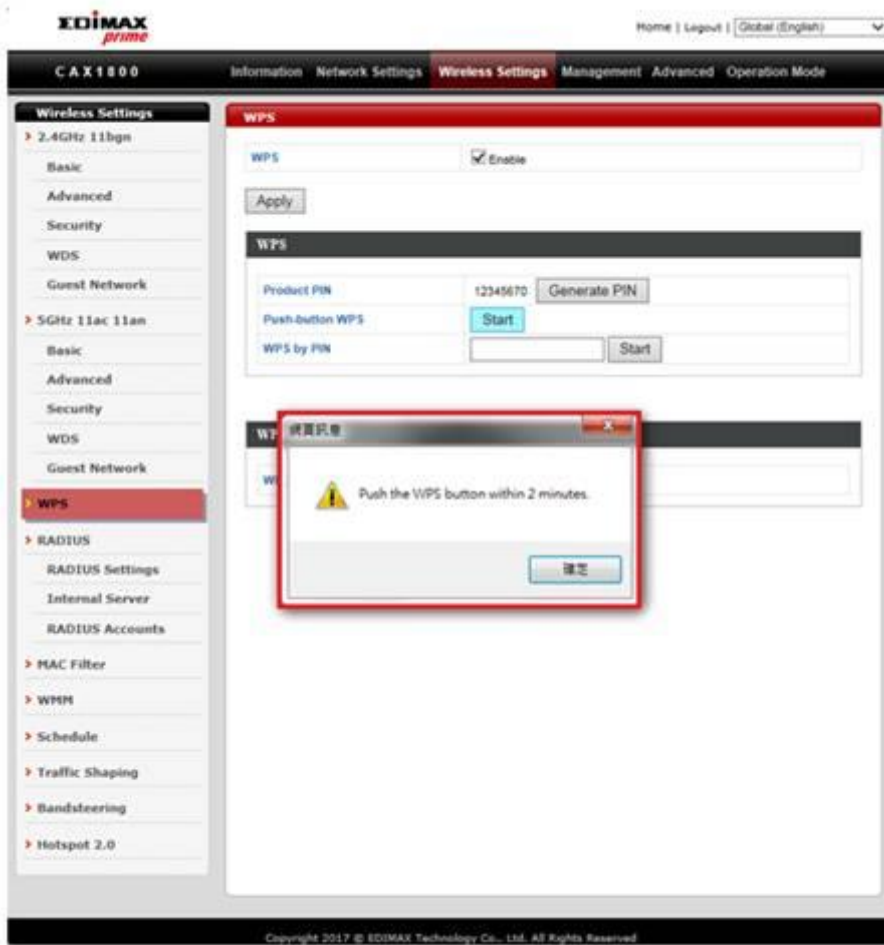 EDIMAX
prime
Home | Logout | Global (English)
CAX1800 Information Network Settings Wireless Settings Management Advanced Operation Mode
Wireless Settings
2.4GHz 11bgn
Basic
Advanced
Security
WDS
Guest Network
5GHz 11ac 11an
Basic
Advanced
Security
WDS
Guest Network
WPS
RADIUS
RADIUS Settings
Internal Server
RADIUS Accounts
MAC Filter
WMM
Schedule
Traffic Shaping
Bandsteering
Hotspot 2.0
WPS
WPS Enable
Apply
WPS
Product PIN 12345670 Generate PIN
Push-button WPS Start
WPS by PIN Start
網頁訊息
Push the WPS button within 2 minutes.
確定
Copyright 2017 © EDIMAX Technology Co., Ltd. All Rights Reserved